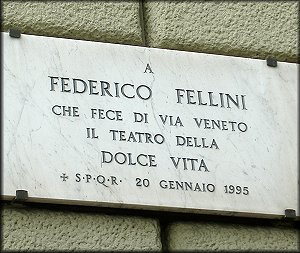 A
FEDERICO FELLINI
CHE FECE DI VIA VENETO
IL TEATRO DELLA
DOLCE VITA
✠ S·P·Q·R· 20 GENNAIO 1995